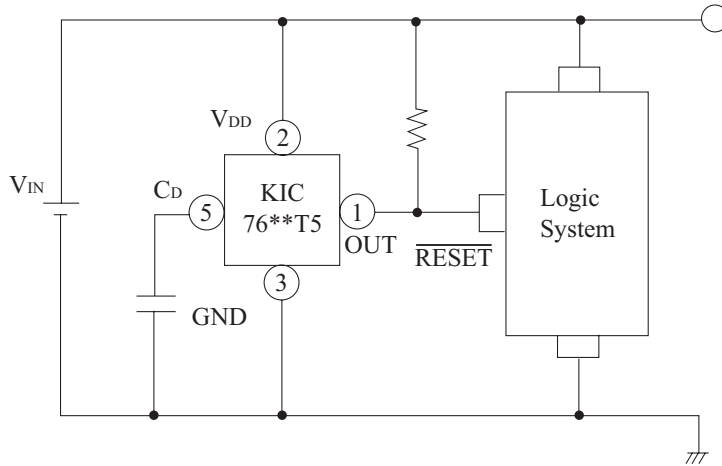 VDD
2
VIN
CD
5
KIC
76**T5
1
OUT
RESET
3
GND
Logic
System